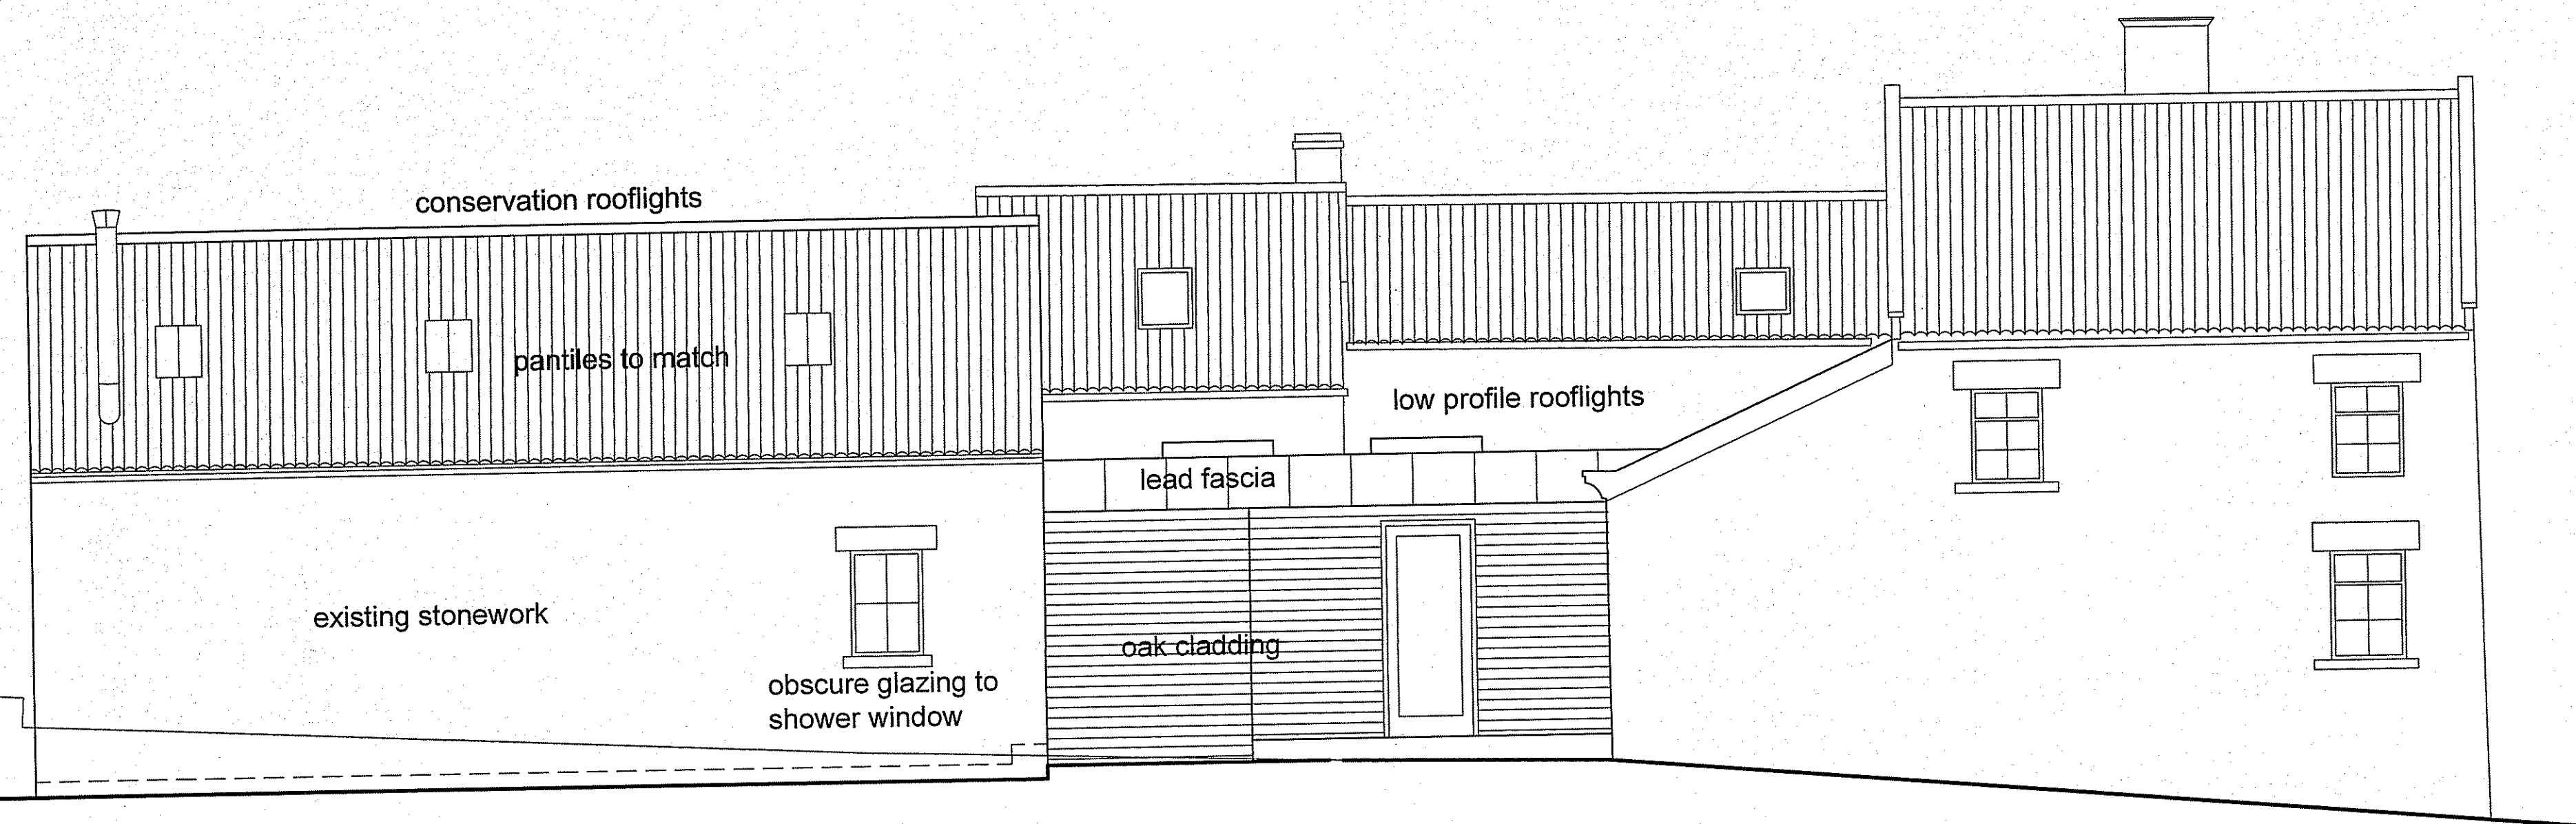 conservation rooflights
pantiles to match
low profile rooflights
lead fascia
existing stonework
oak cladding
obscure glazing to
shower window